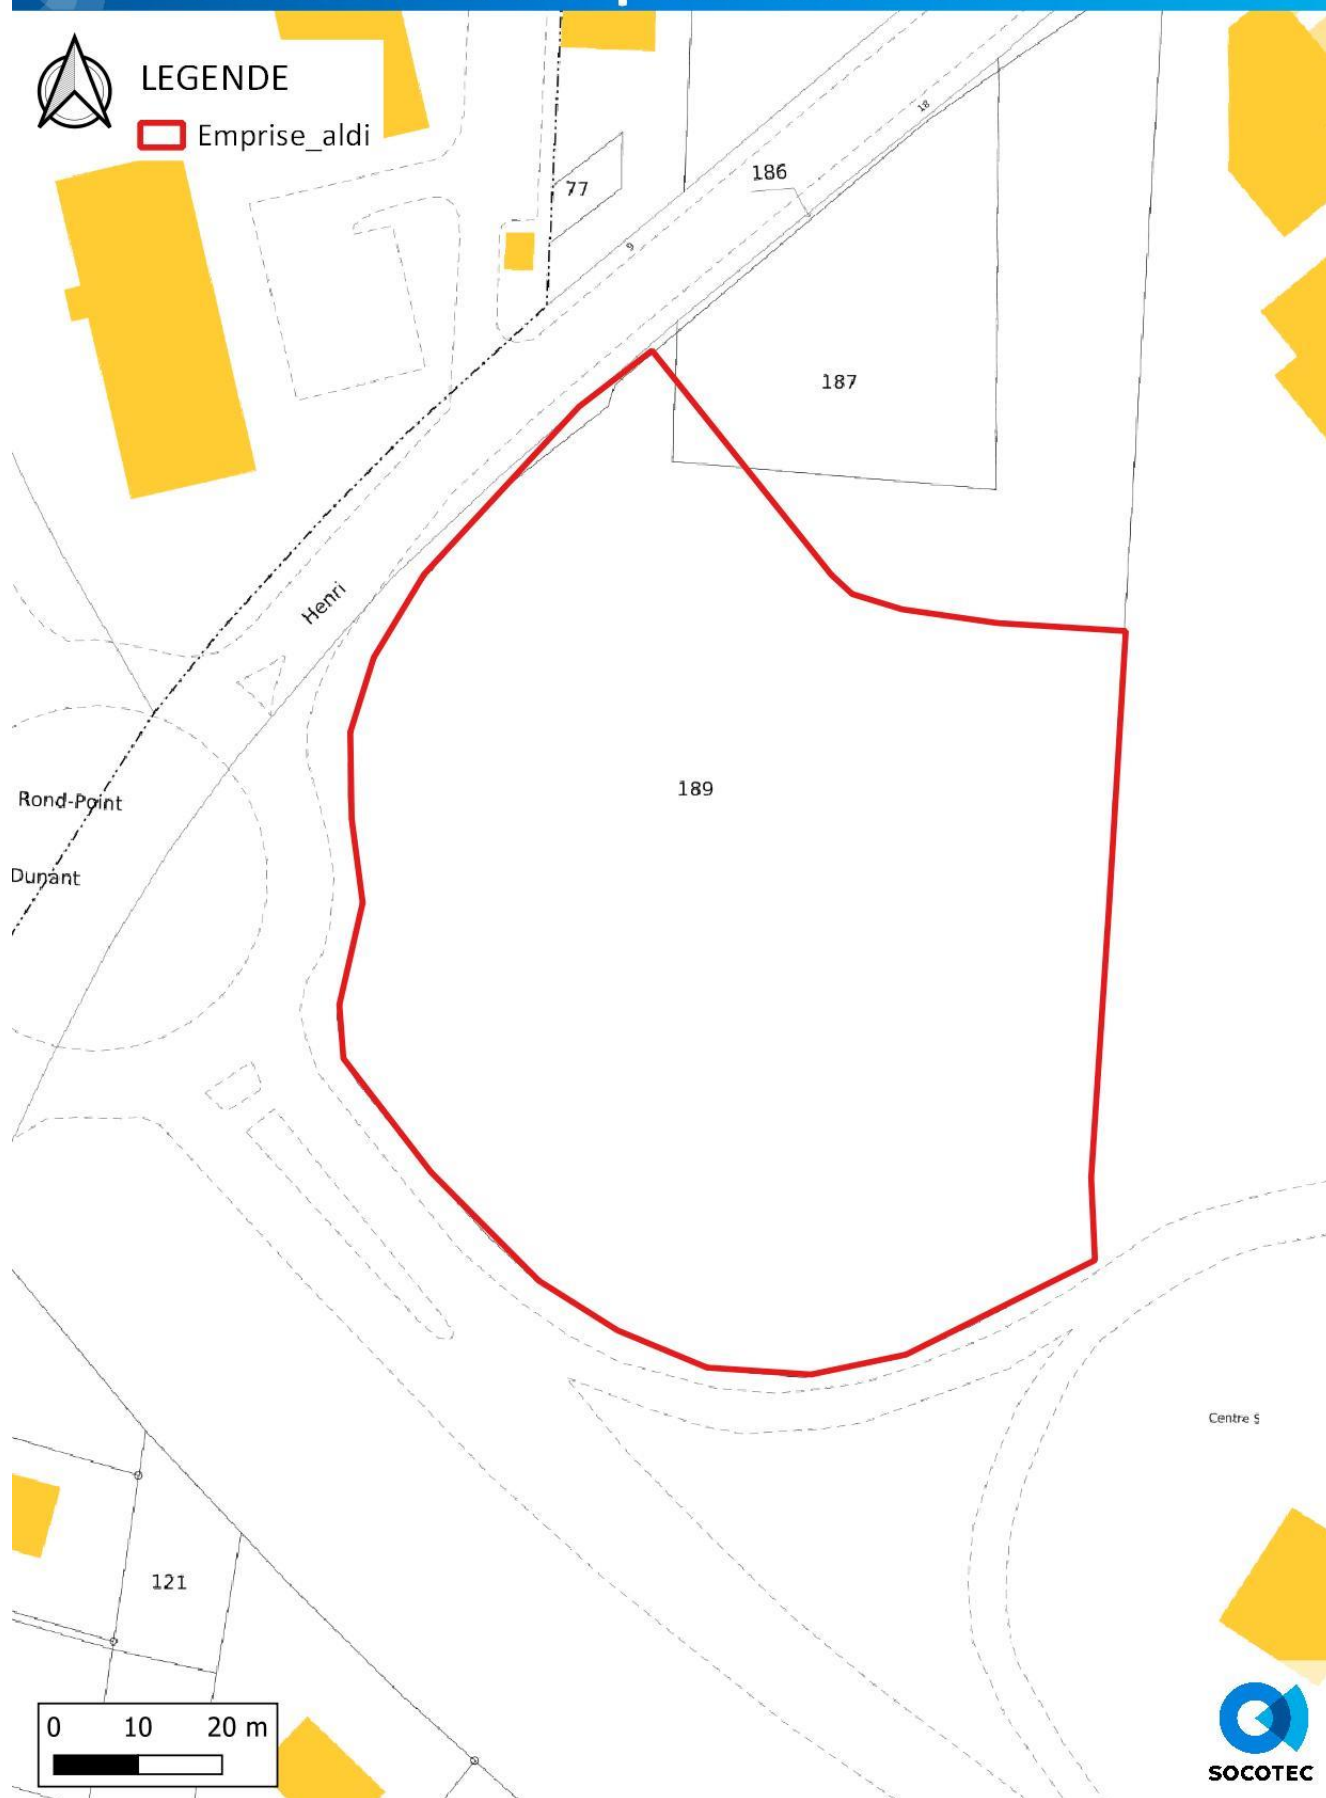 LEGENDE
Emprise_aldi
18
186
77
9
187
Henri
189
Rond-Point
Dunant
Centre S
121
0 10 20 m
SOCOTEC